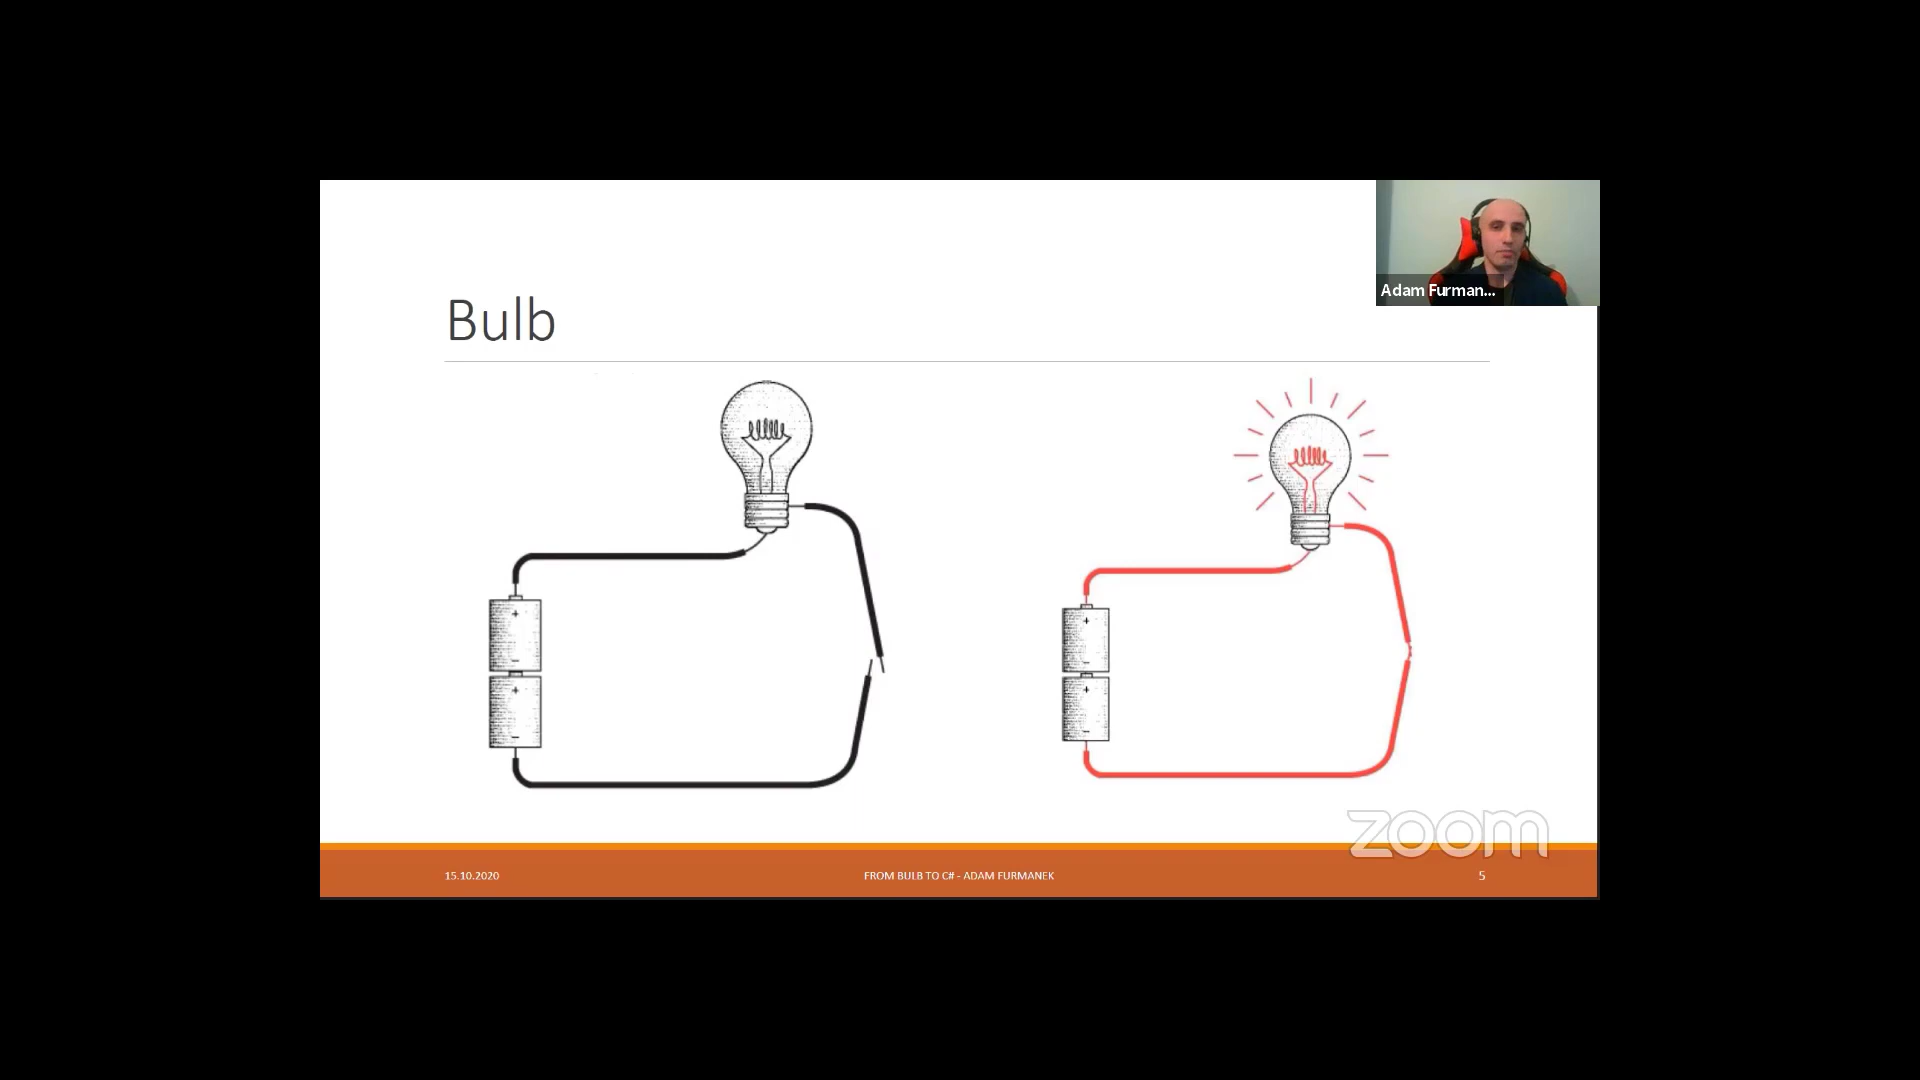 Adam Furman...
Bulb
+
-
+
-
+
-
+
-
zoom
15.10.2020
FROM BULB TO C# - ADAM FURMANEK
5